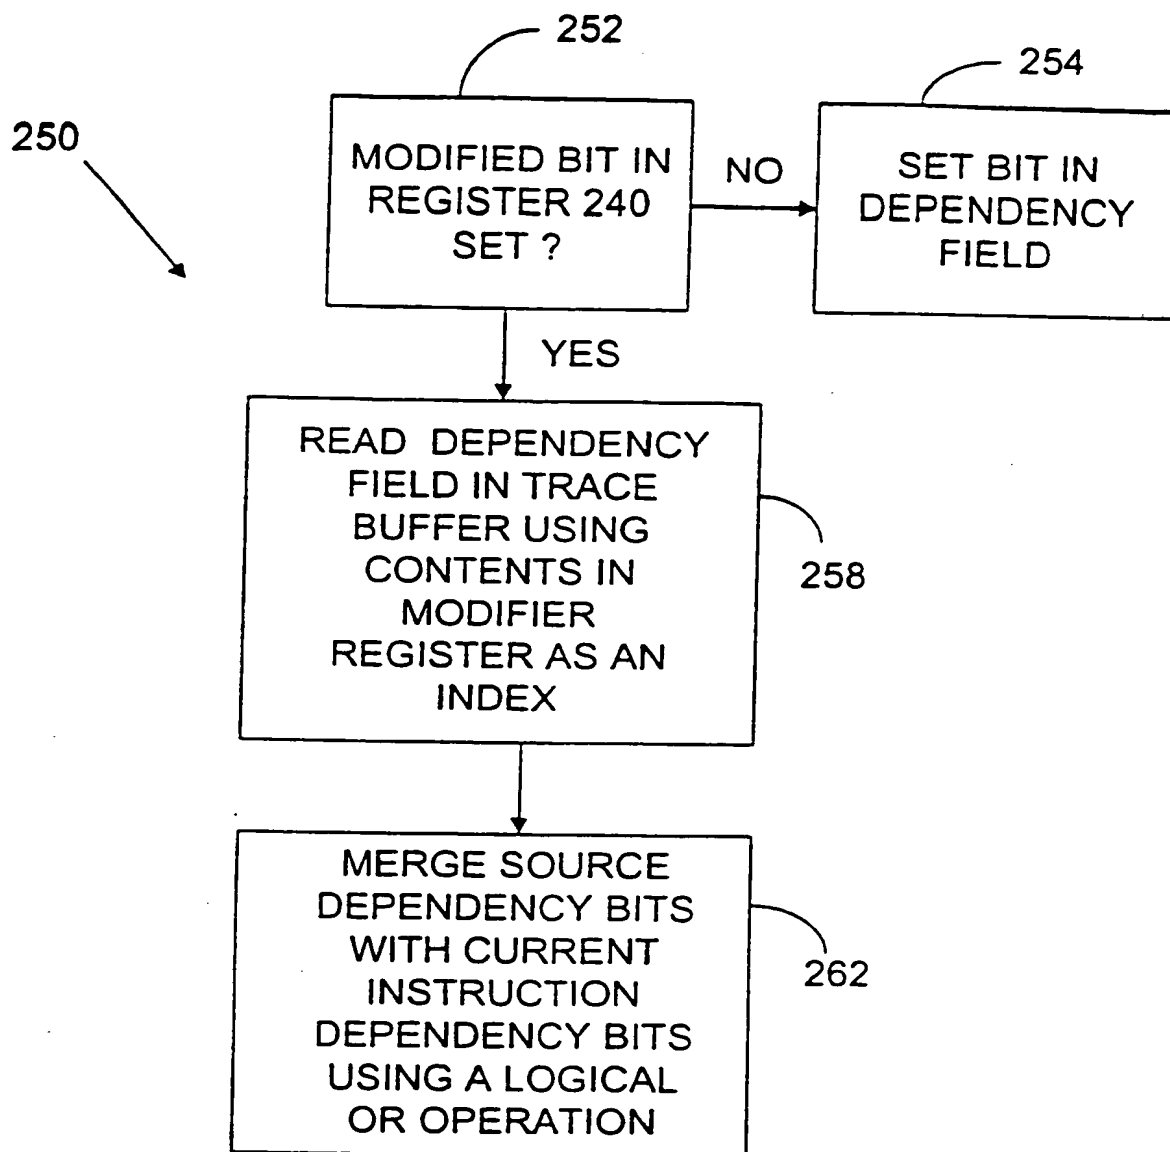 252
254
250
MODIFIED BIT IN
REGISTER 240
SET ?
NO
SET BIT IN
DEPENDENCY
FIELD
YES
READ DEPENDENCY
FIELD IN TRACE
BUFFER USING
CONTENTS IN
MODIFIER
REGISTER AS AN
INDEX
258
MERGE SOURCE
DEPENDENCY BITS
WITH CURRENT
INSTRUCTION
DEPENDENCY BITS
USING A LOGICAL
OR OPERATION
262